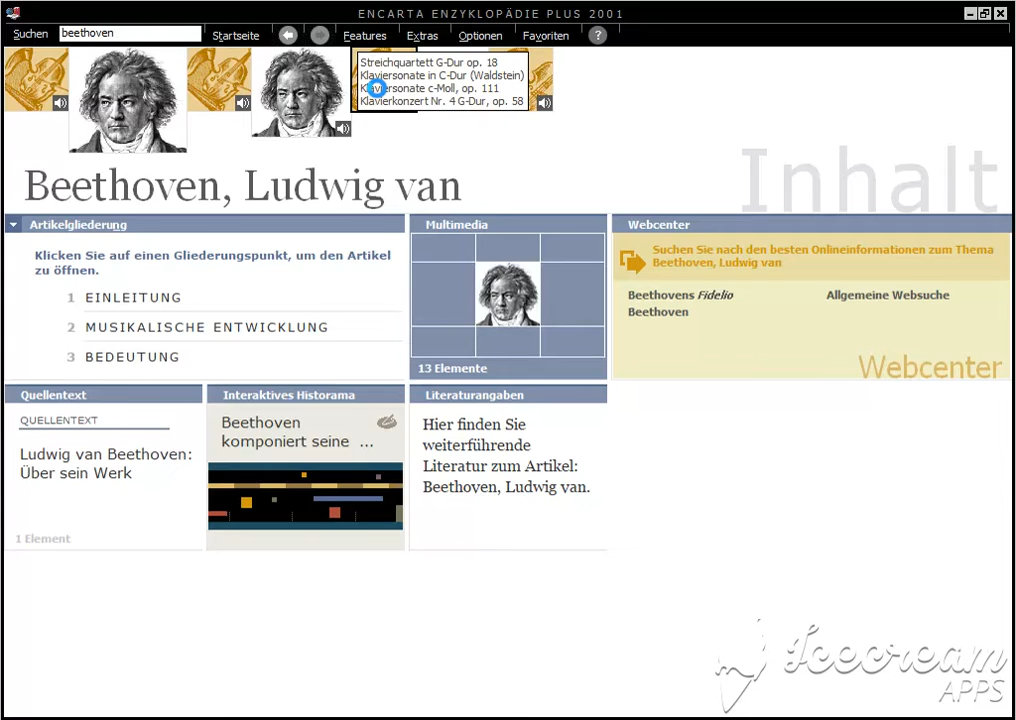 ENCARTA ENZYKLOPÄDIE PLUS 2001
Suchen beethoven Startseite Features Extras Optionen Favoriten ?
Streichquartett G-Dur op. 18
Klaviersonate in C-Dur (Waldstein)
Klaviersonate c-Moll, op. 111
Klavierkonzert Nr. 4 G-Dur, op. 58
Beethoven, Ludwig van
Inhalt
Artikelgliederung
Klicken Sie auf einen Gliederungspunkt, um den Artikel
zu öffnen.
1 EINLEITUNG
2 MUSIKALISCHE ENTWICKLUNG
3 BEDEUTUNG
Multimedia
13 Elemente
Webcenter
Suchen Sie nach den besten Onlineinformationen zum Thema
Beethoven, Ludwig van
Beethovens Fidelio Allgemeine Websuche
Beethoven
Webcenter
Quellentext
QUELLENTEXT
Ludwig van Beethoven:
Über sein Werk
1 Element
Interaktives Historama
Beethoven
komponiert seine ...
Literaturangaben
Hier finden Sie
weiterführende
Literatur zum Artikel:
Beethoven, Ludwig van.
Icecream
APPS